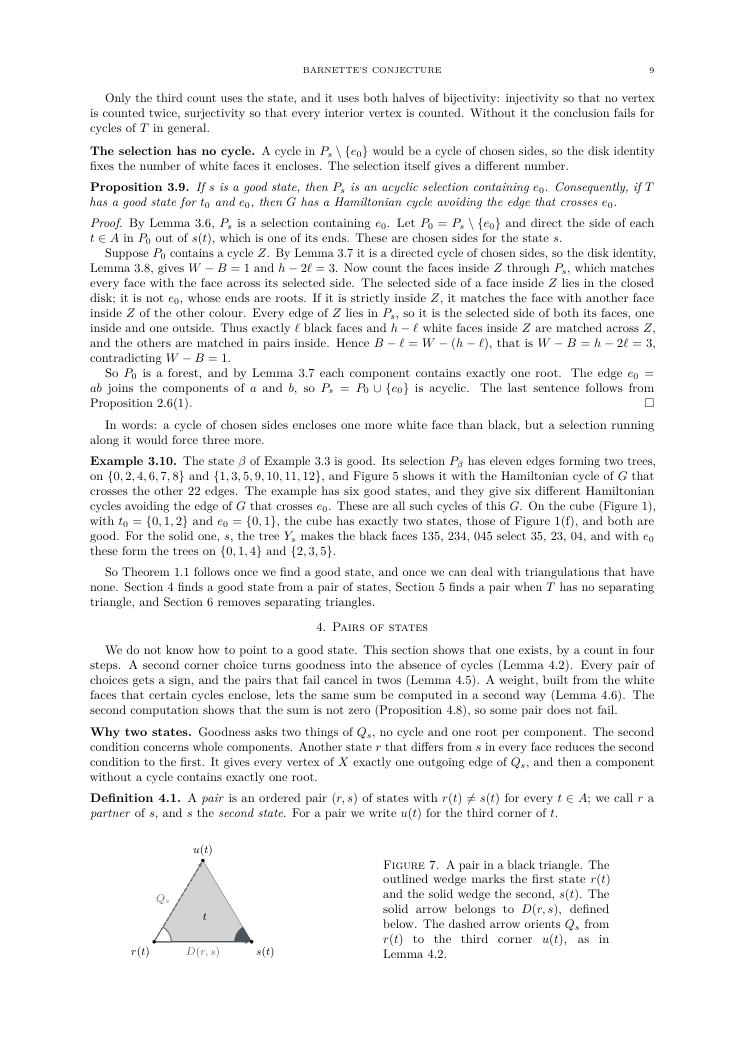 BARNETTE'S CONJECTURE 9
Only the third count uses the state, and it uses both halves of bijectivity: injectivity so that no vertex
is counted twice, surjectivity so that every interior vertex is counted. Without it the conclusion fails for
cycles of T in general.
The selection has no cycle. A cycle in Pₛ \ {e₀} would be a cycle of chosen sides, so the disk identity
fixes the number of white faces it encloses. The selection itself gives a different number.
Proposition 3.9. If s is a good state, then Pₛ is an acyclic selection containing e₀. Consequently, if T
has a good state for t₀ and e₀, then G has a Hamiltonian cycle avoiding the edge that crosses e₀.
Proof. By Lemma 3.6, Pₛ is a selection containing e₀. Let P₀ = Pₛ \ {e₀} and direct the side of each
t ∈ A in P₀ out of s(t), which is one of its ends. These are chosen sides for the state s.
Suppose P₀ contains a cycle Z. By Lemma 3.7 it is a directed cycle of chosen sides, so the disk identity,
Lemma 3.8, gives W − B = 1 and h − 2ℓ = 3. Now count the faces inside Z through Pₛ, which matches
every face with the face across its selected side. The selected side of a face inside Z lies in the closed
disk; it is not e₀, whose ends are roots. If it is strictly inside Z, it matches the face with another face
inside Z of the other colour. Every edge of Z lies in Pₛ, so it is the selected side of both its faces, one
inside and one outside. Thus exactly ℓ black faces and h − ℓ white faces inside Z are matched across Z,
and the others are matched in pairs inside. Hence B − ℓ = W − (h − ℓ), that is W − B = h − 2ℓ = 3,
contradicting W − B = 1.
So P₀ is a forest, and by Lemma 3.7 each component contains exactly one root. The edge e₀ =
ab joins the components of a and b, so Pₛ = P₀ ∪ {e₀} is acyclic. The last sentence follows from
Proposition 2.6(1). □
In words: a cycle of chosen sides encloses one more white face than black, but a selection running
along it would force three more.
Example 3.10. The state β of Example 3.3 is good. Its selection P_β has eleven edges forming two trees,
on {0, 2, 4, 6, 7, 8} and {1, 3, 5, 9, 10, 11, 12}, and Figure 5 shows it with the Hamiltonian cycle of G that
crosses the other 22 edges. The example has six good states, and they give six different Hamiltonian
cycles avoiding the edge of G that crosses e₀. These are all such cycles of this G. On the cube (Figure 1),
with t₀ = {0, 1, 2} and e₀ = {0, 1}, the cube has exactly two states, those of Figure 1(f), and both are
good. For the solid one, s, the tree Yₛ makes the black faces 135, 234, 045 select 35, 23, 04, and with e₀
these form the trees on {0, 1, 4} and {2, 3, 5}.
So Theorem 1.1 follows once we find a good state, and once we can deal with triangulations that have
none. Section 4 finds a good state from a pair of states, Section 5 finds a pair when T has no separating
triangle, and Section 6 removes separating triangles.
4. Pairs of states
We do not know how to point to a good state. This section shows that one exists, by a count in four
steps. A second corner choice turns goodness into the absence of cycles (Lemma 4.2). Every pair of
choices gets a sign, and the pairs that fail cancel in twos (Lemma 4.5). A weight, built from the white
faces that certain cycles enclose, lets the same sum be computed in a second way (Lemma 4.6). The
second computation shows that the sum is not zero (Proposition 4.8), so some pair does not fail.
Why two states. Goodness asks two things of Qₛ, no cycle and one root per component. The second
condition concerns whole components. Another state r that differs from s in every face reduces the second
condition to the first. It gives every vertex of X exactly one outgoing edge of Qₛ, and then a component
without a cycle contains exactly one root.
Definition 4.1. A pair is an ordered pair (r, s) of states with r(t) ≠ s(t) for every t ∈ A; we call r a
partner of s, and s the second state. For a pair we write u(t) for the third corner of t.
u(t)
Qₛ
t
r(t) D(r, s) s(t)
Figure 7. A pair in a black triangle. The
outlined wedge marks the first state r(t)
and the solid wedge the second, s(t). The
solid arrow belongs to D(r, s), defined
below. The dashed arrow orients Qₛ from
r(t) to the third corner u(t), as in
Lemma 4.2.